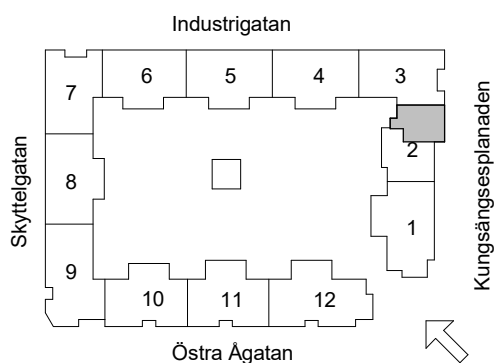 Industrigatan
6 5 4 3
7
2
Skyttelgatan
8
Kungsängsesplanaden
1
9
10 11 12
Östra Ågatan